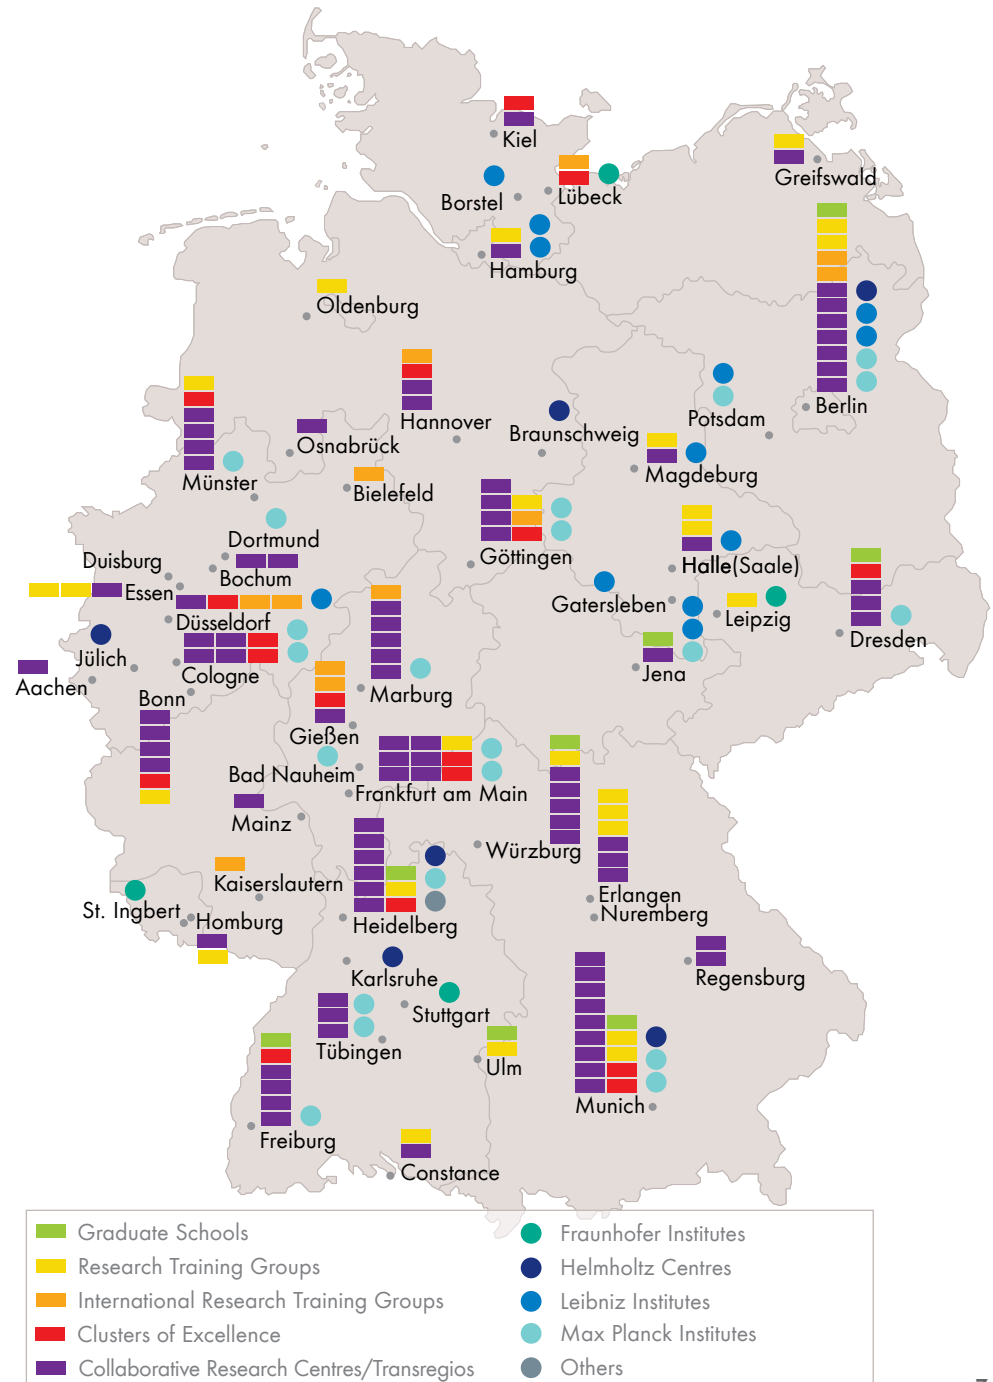 Kiel
Greifswald
Lübeck
Borstel
Hamburg
Oldenburg
Berlin
Hannover
Potsdam
Braunschweig
Osnabrück
Magdeburg
Münster
Bielefeld
Dortmund
Göttingen
Duisburg
Bochum
Halle(Saale)
Essen
Gatersleben
Leipzig
Düsseldorf
Dresden
Jülich
Cologne
Jena
Aachen
Marburg
Bonn
Gießen
Bad Nauheim
Frankfurt am Main
Mainz
Würzburg
Kaiserslautern
Erlangen
St. Ingbert
Nuremberg
Homburg
Heidelberg
Karlsruhe
Regensburg
Stuttgart
Tübingen
Ulm
Munich
Freiburg
Constance
Graduate Schools
Research Training Groups
International Research Training Groups
Clusters of Excellence
Collaborative Research Centres/Transregios
Fraunhofer Institutes
Helmholtz Centres
Leibniz Institutes
Max Planck Institutes
Others